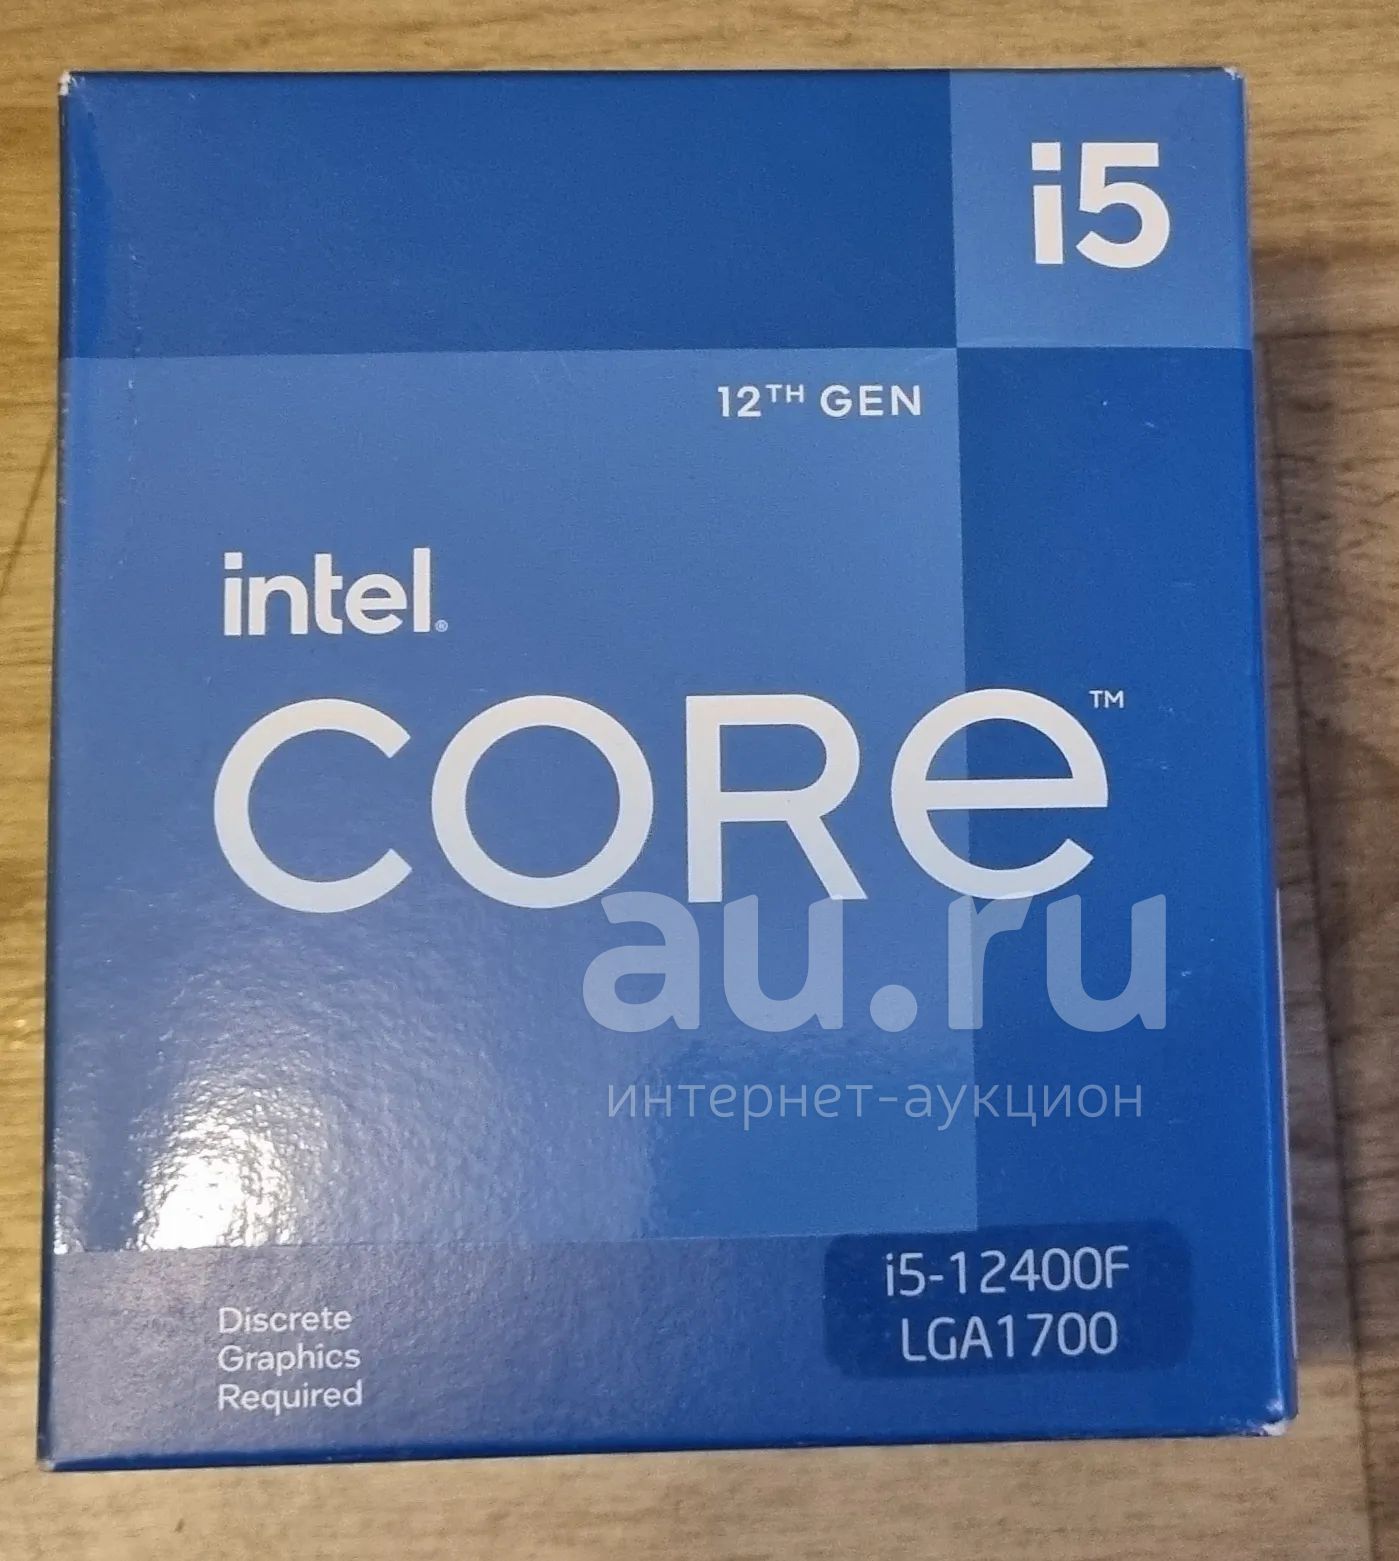 i5
12TH GEN
intel®
CORe™
au.ru
интернет-аукцион
i5-12400F
LGA1700
Discrete
Graphics
Required